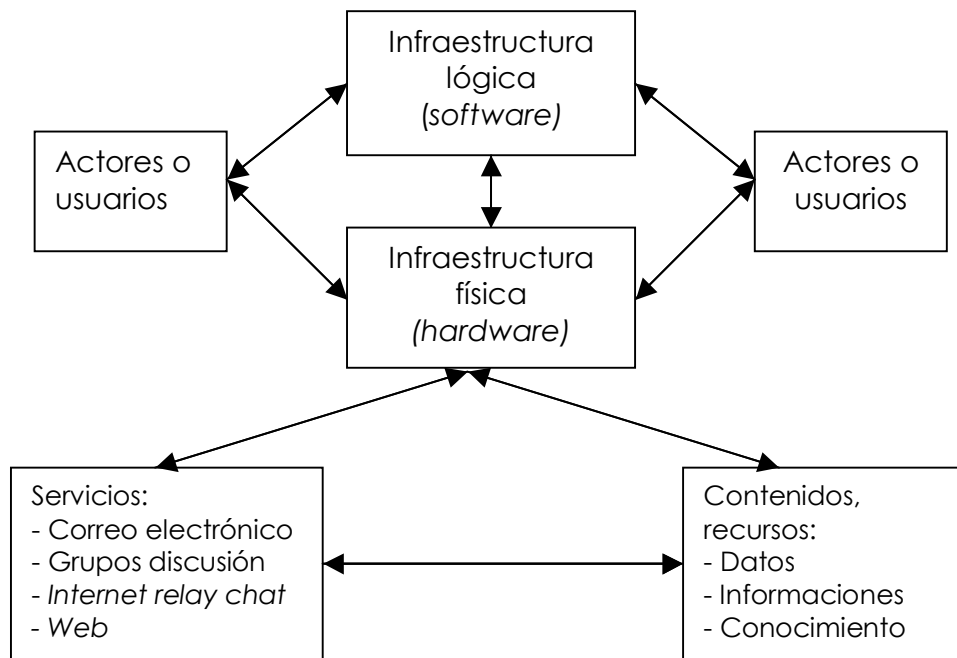 Infraestructura
lógica
(software)
Actores o
usuarios
Actores o
usuarios
Infraestructura
física
(hardware)
Servicios:
- Correo electrónico
- Grupos discusión
- Internet relay chat
- Web
Contenidos,
recursos:
- Datos
- Informaciones
- Conocimiento